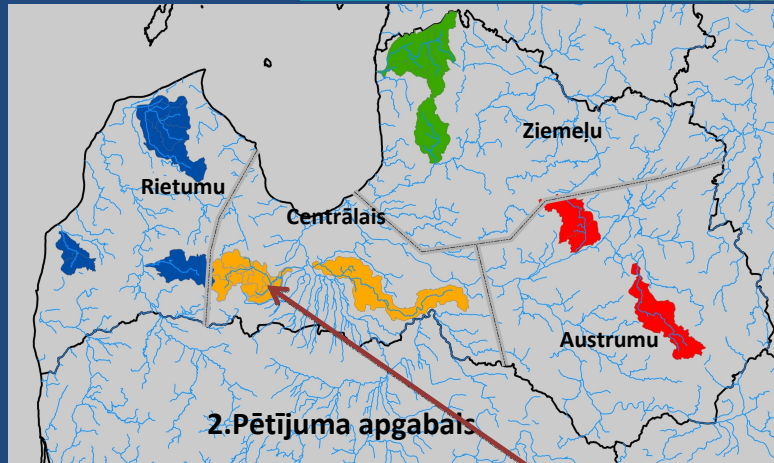 Ziemeļu
Rietumu
Centrālais
Austrumu
2.Pētījuma apgabals